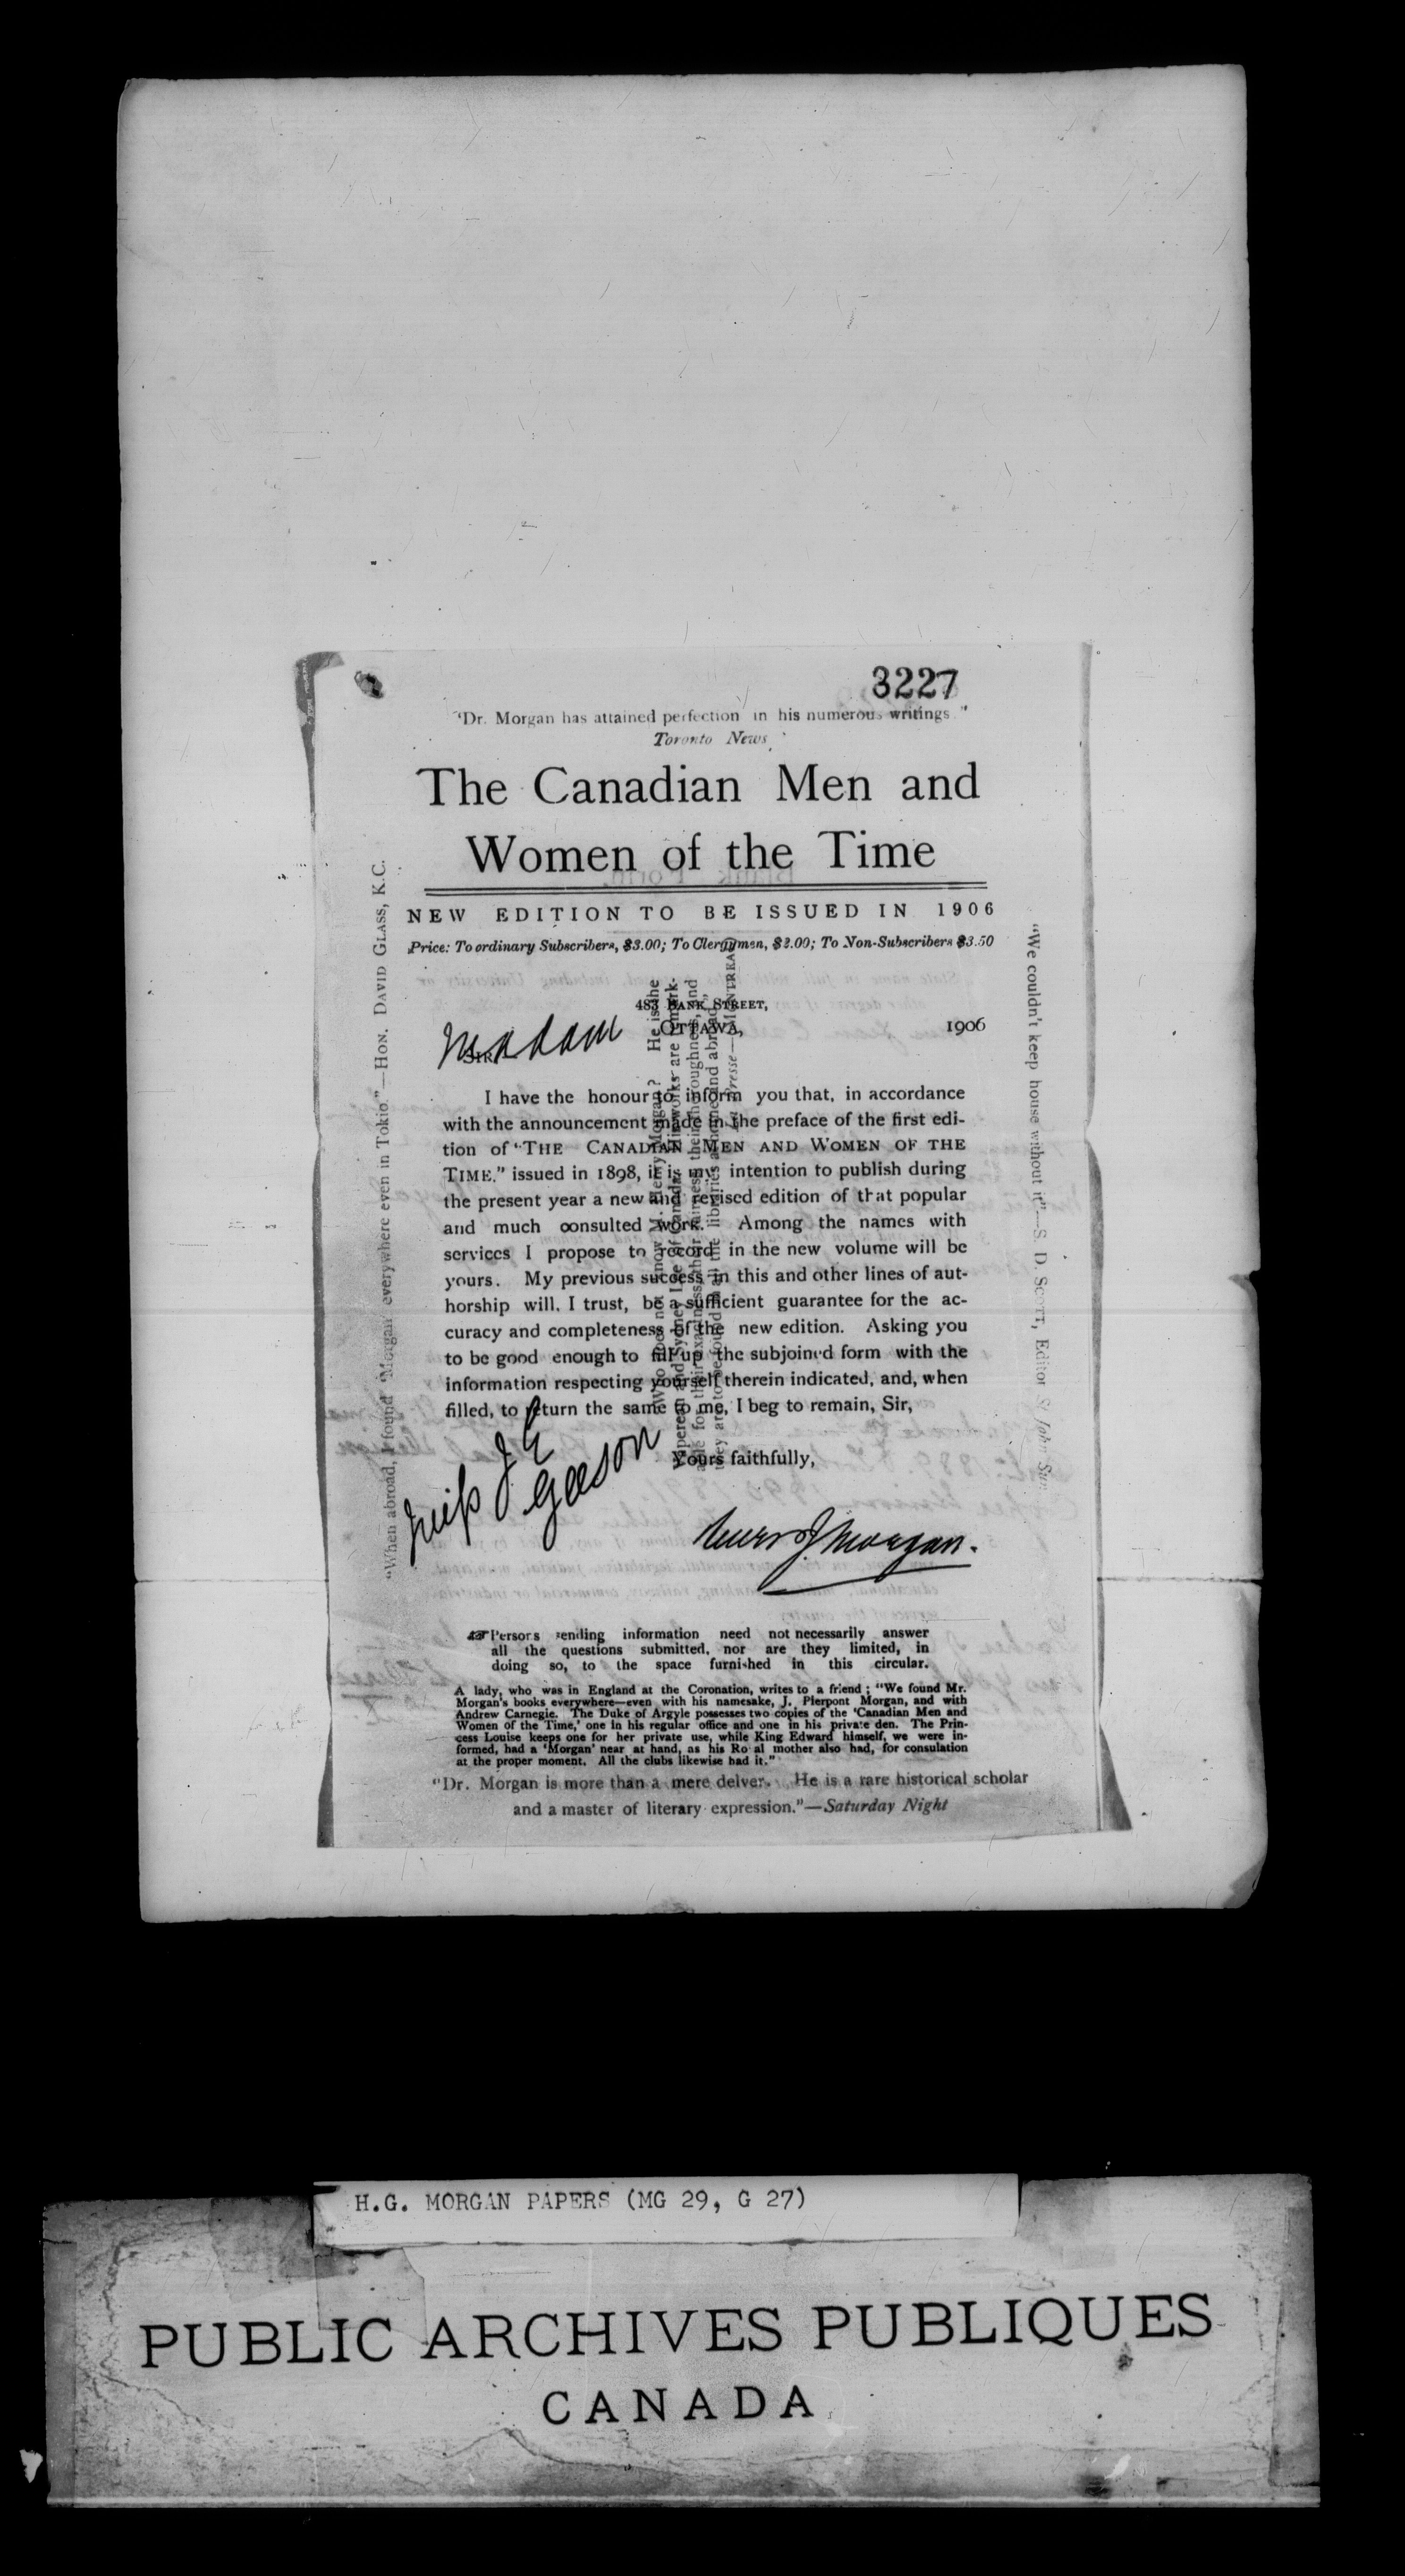 3227
"Dr. Morgan has attained perfection in his numerous writings."
Toronto News
The Canadian Men and
Women of the Time
NEW EDITION TO BE ISSUED IN 1906
Price: To ordinary Subscribers, $3.00; To Clergymen, $2.00; To Non-Subscribers $3.50
483 BANK STREET,
OTTAWA, 1906
Madam
SIR
I have the honour to inform you that, in accordance
with the announcement made in the preface of the first edi-
tion of "THE CANADIAN MEN AND WOMEN OF THE
TIME." issued in 1898, it is my intention to publish during
the present year a new and revised edition of that popular
and much consulted work. Among the names with
services I propose to record in the new volume will be
yours. My previous success in this and other lines of aut-
horship will, I trust, be a sufficient guarantee for the ac-
curacy and completeness of the new edition. Asking you
to be good enough to fill up the subjoined form with the
information respecting yourself therein indicated, and, when
filled, to return the same to me, I beg to remain, Sir,
Yours faithfully,
Henry J. Morgan.
Miss J E
Persons sending information need not necessarily answer
all the questions submitted, nor are they limited, in
doing so, to the space furnished in this circular.
A lady, who was in England at the Coronation, writes to a friend; "We found Mr.
Morgan's books everywhere—even with his namesake, J. Pierpont Morgan, and with
Andrew Carnegie. The Duke of Argyle possesses two copies of the 'Canadian Men and
Women of the Time,' one in his regular office and one in his private den. The Prin-
cess Louise keeps one for her private use, while King Edward himself, we were in-
formed, had a 'Morgan' near at hand, as his Ro al mother also had, for consulation
at the proper moment. All the clubs likewise had it."
"Dr. Morgan is more than a mere delver. He is a rare historical scholar
and a master of literary expression."—Saturday Night
"When abroad, I found 'Morgan' everywhere even in Tokio."—HON. DAVID GLASS, K.C.
"We couldn't keep house without it"—S. D. SCOTT, Editor St John Sun
H.G. MORGAN PAPERS (MG 29, G 27)
PUBLIC ARCHIVES PUBLIQUES
CANADA